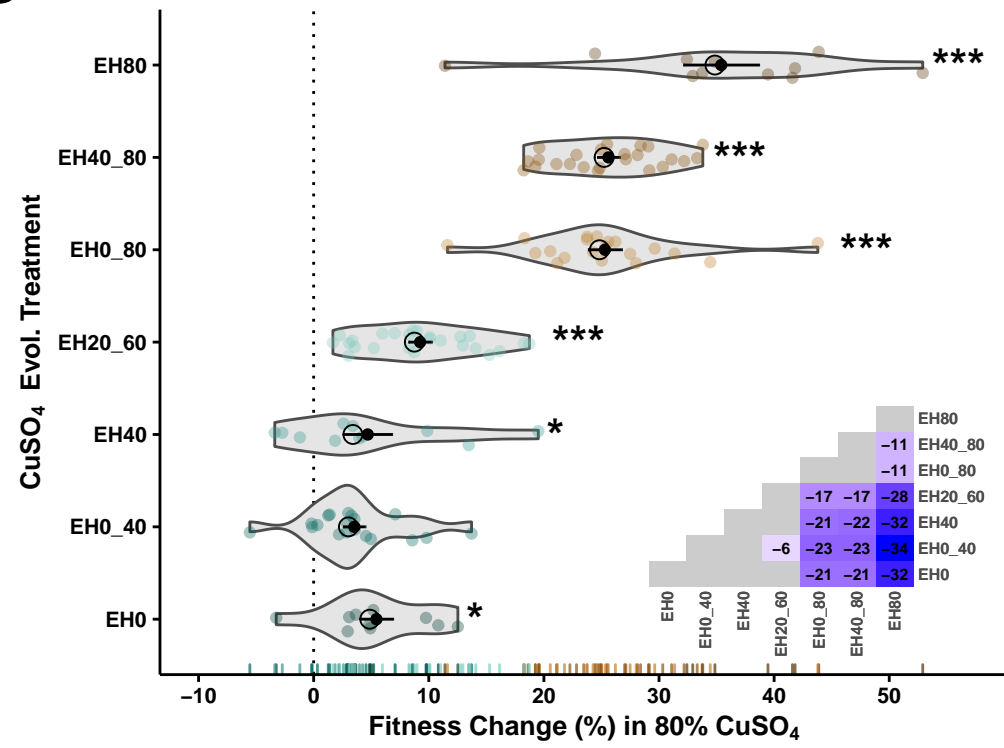 EH80
***
EH40_80
***
EH0_80
***
EH20_60
***
EH40
*
EH0_40
EH0
*
CuSO4 Evol. Treatment
−10 0 10 20 30 40 50
Fitness Change (%) in 80% CuSO4
EH80
−11 EH40_80
−11 EH0_80
−17 −17 −28 EH20_60
−21 −22 −32 EH40
−6 −23 −23 −34 EH0_40
−21 −21 −32 EH0
EH0 EH0_40 EH40 EH20_60 EH0_80 EH40_80 EH80